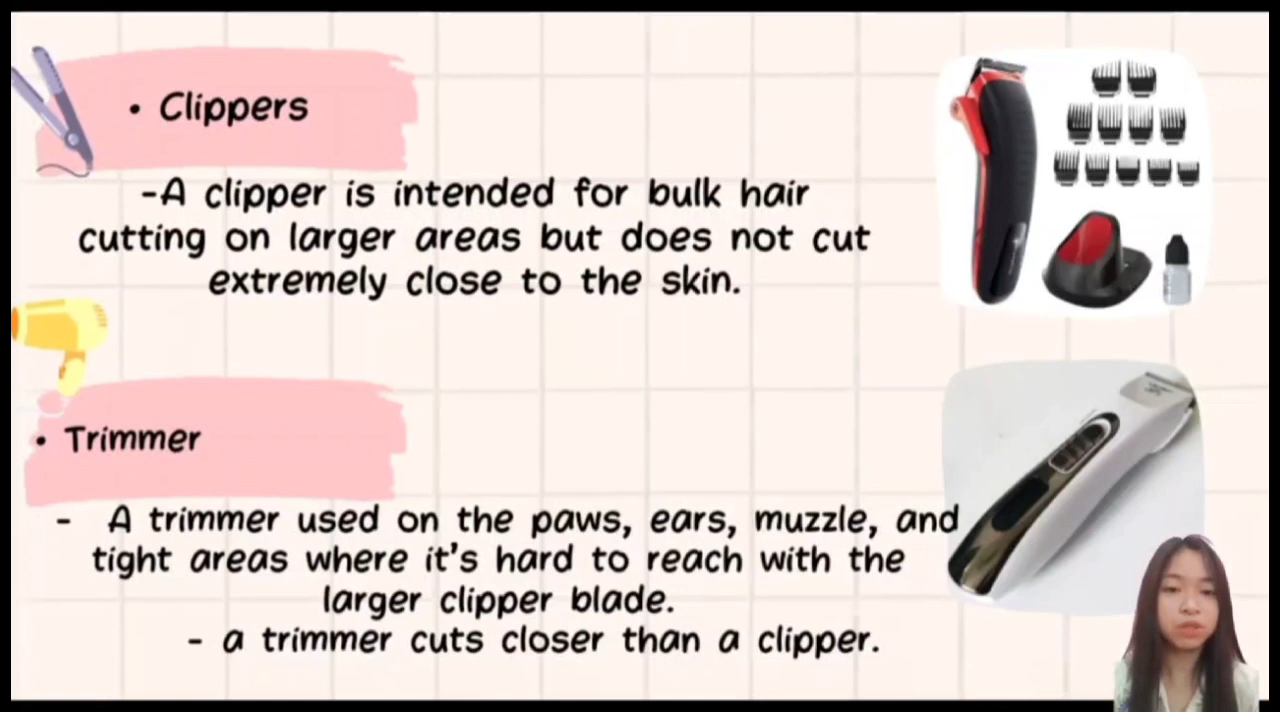 • Clippers
-A clipper is intended for bulk hair
cutting on larger areas but does not cut
extremely close to the skin.
• Trimmer
- A trimmer used on the paws, ears, muzzle, and
tight areas where it's hard to reach with the
larger clipper blade.
- a trimmer cuts closer than a clipper.